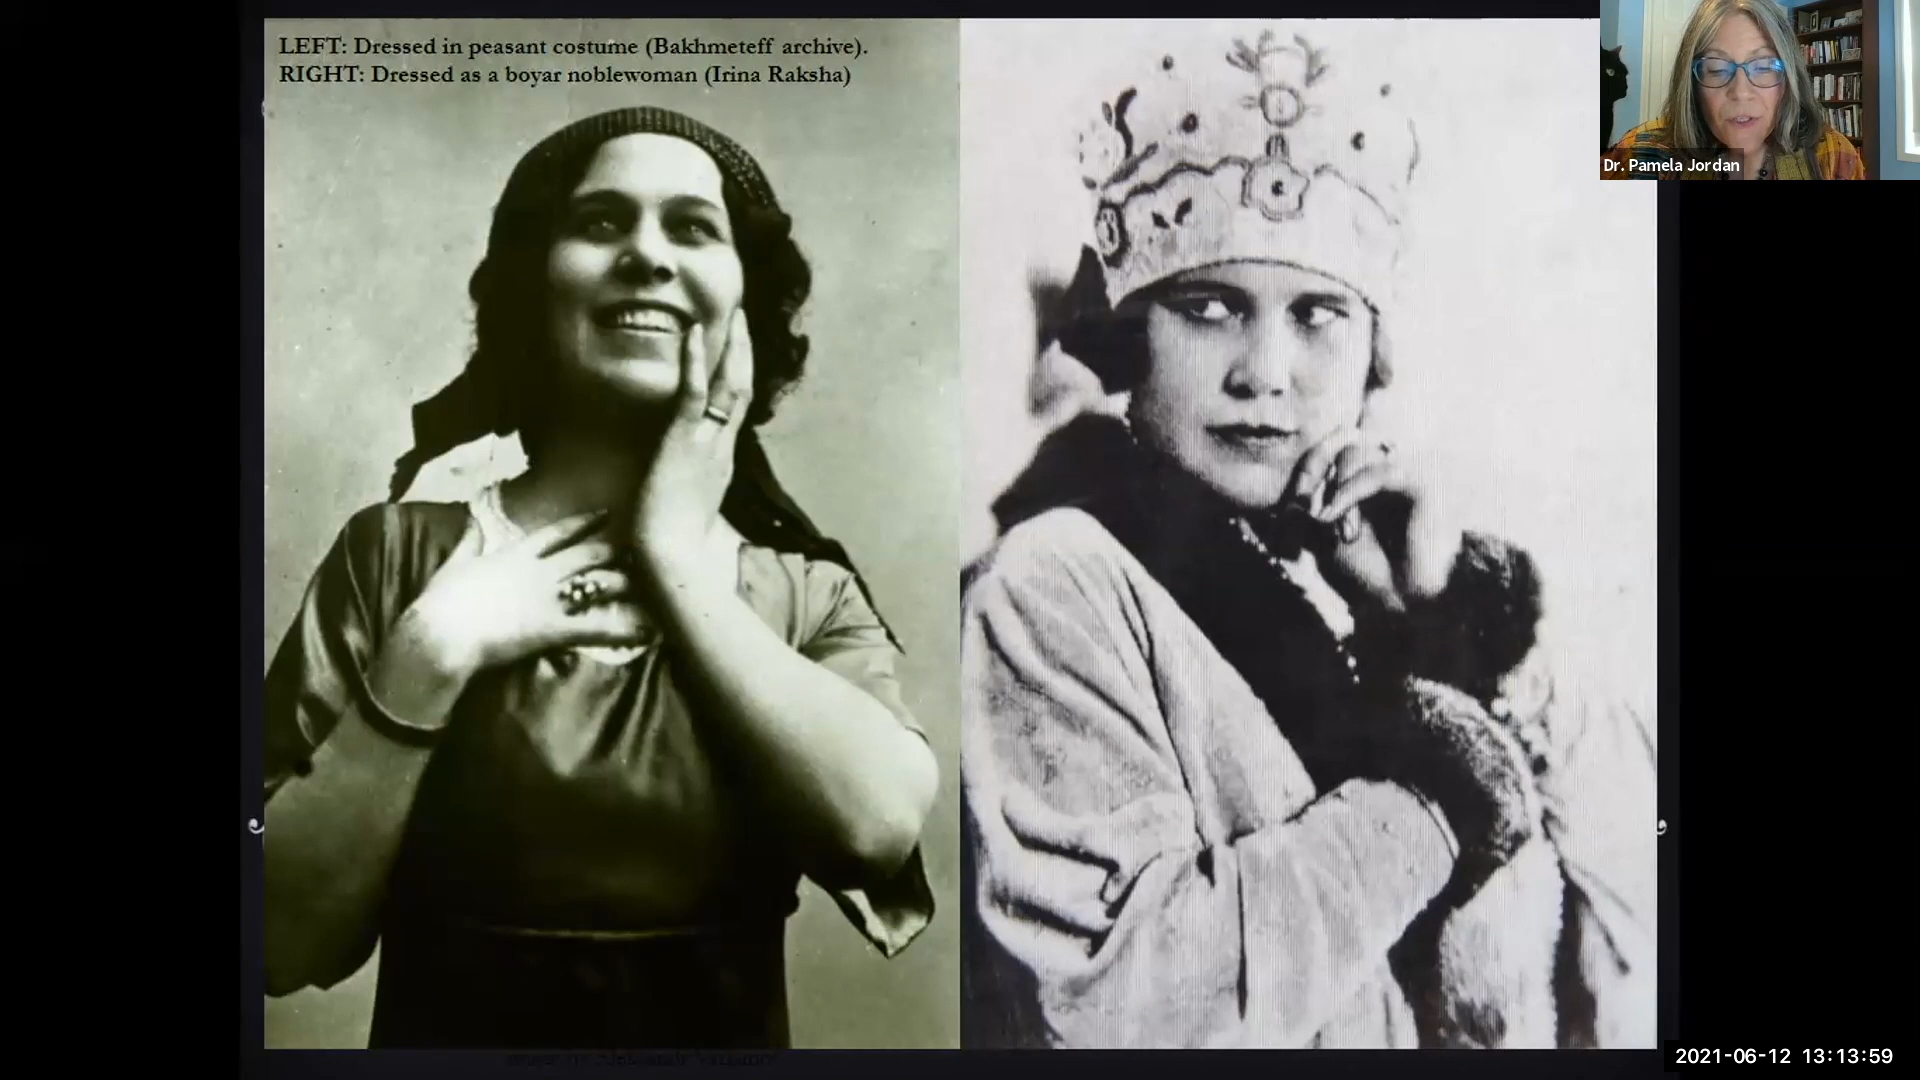 LEFT: Dressed in peasant costume (Bakhmeteff archive).
RIGHT: Dressed as a boyar noblewoman (Irina Raksha)
Dr. Pamela Jordan
2021-06-12 13:13:59